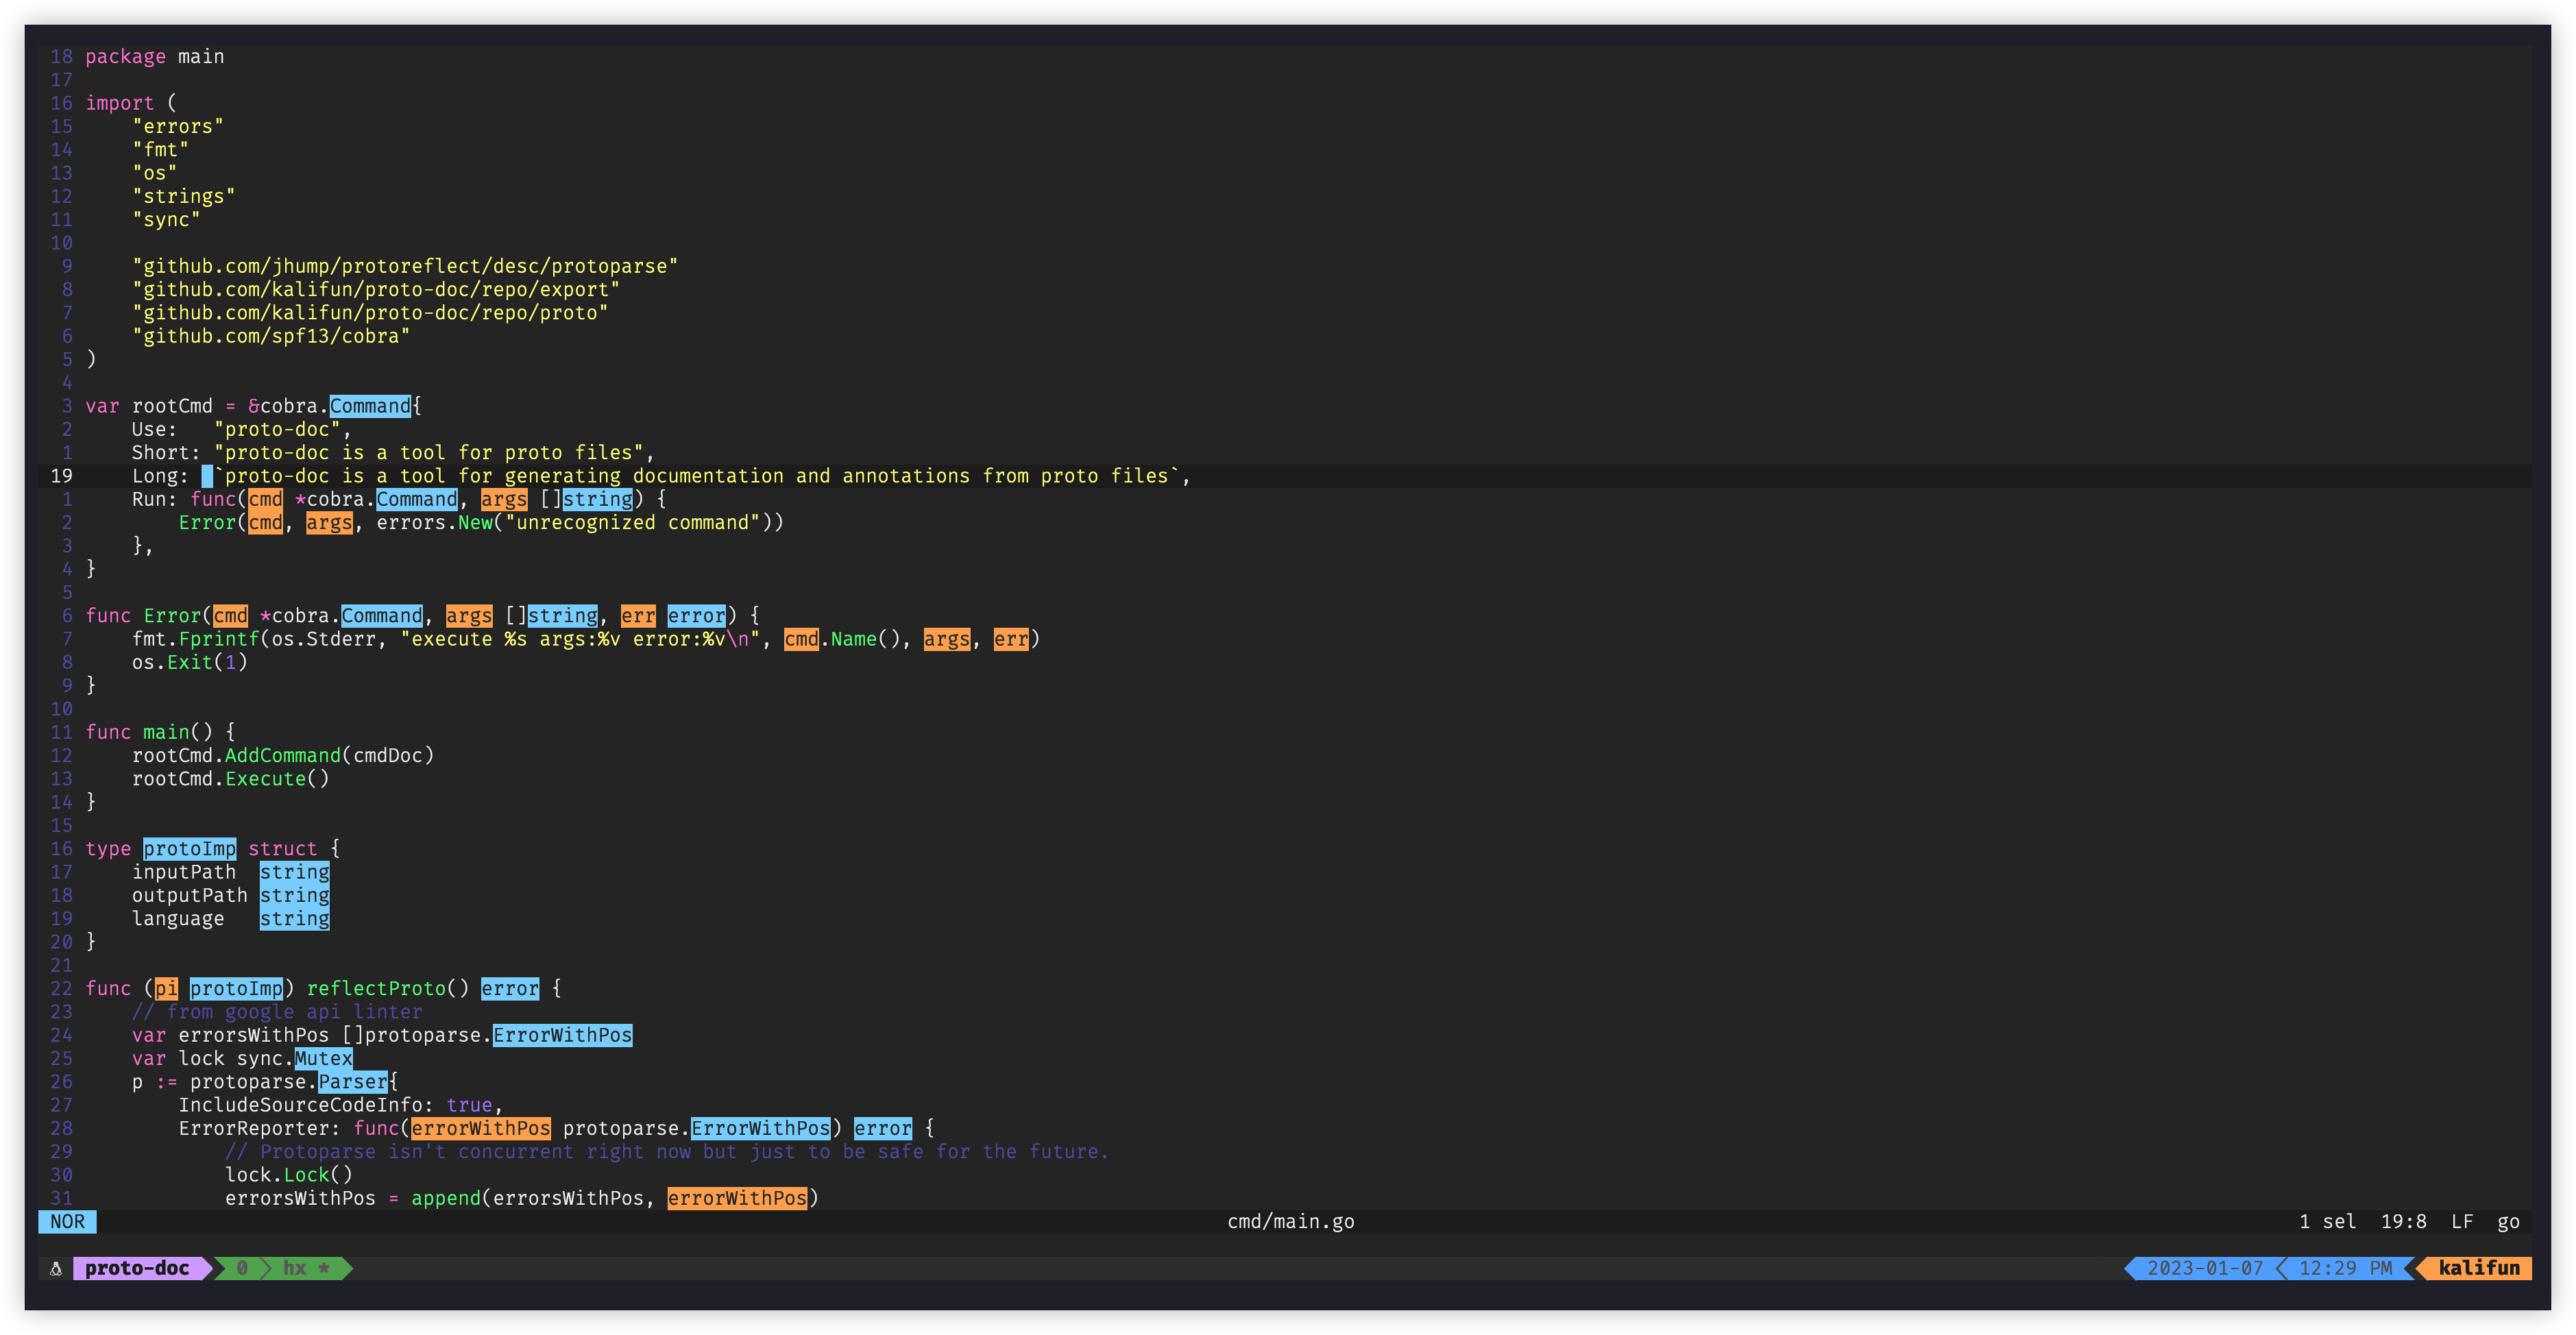 18 package main
17
16 import (
15     "errors"
14     "fmt"
13     "os"
12     "strings"
11     "sync"
10
9     "github.com/jhump/protoreflect/desc/protoparse"
8     "github.com/kalifun/proto-doc/repo/export"
7     "github.com/kalifun/proto-doc/repo/proto"
6     "github.com/spf13/cobra"
5 )
4
3 var rootCmd = &cobra.Command{
2     Use:   "proto-doc",
1     Short: "proto-doc is a tool for proto files",
19     Long:  `proto-doc is a tool for generating documentation and annotations from proto files`,
1     Run: func(cmd *cobra.Command, args []string) {
2         Error(cmd, args, errors.New("unrecognized command"))
3     },
4 }
5
6 func Error(cmd *cobra.Command, args []string, err error) {
7     fmt.Fprintf(os.Stderr, "execute %s args:%v error:%v\n", cmd.Name(), args, err)
8     os.Exit(1)
9 }
10
11 func main() {
12     rootCmd.AddCommand(cmdDoc)
13     rootCmd.Execute()
14 }
15
16 type protoImp struct {
17     inputPath  string
18     outputPath string
19     language   string
20 }
21
22 func (pi protoImp) reflectProto() error {
23     // from google api linter
24     var errorsWithPos []protoparse.ErrorWithPos
25     var lock sync.Mutex
26     p := protoparse.Parser{
27         IncludeSourceCodeInfo: true,
28         ErrorReporter: func(errorWithPos protoparse.ErrorWithPos) error {
29             // Protoparse isn't concurrent right now but just to be safe for the future.
30             lock.Lock()
31             errorsWithPos = append(errorsWithPos, errorWithPos)
NOR cmd/main.go 1 sel 19:8 LF go
proto-doc 0 hx * 2023-01-07 12:29 PM kalifun